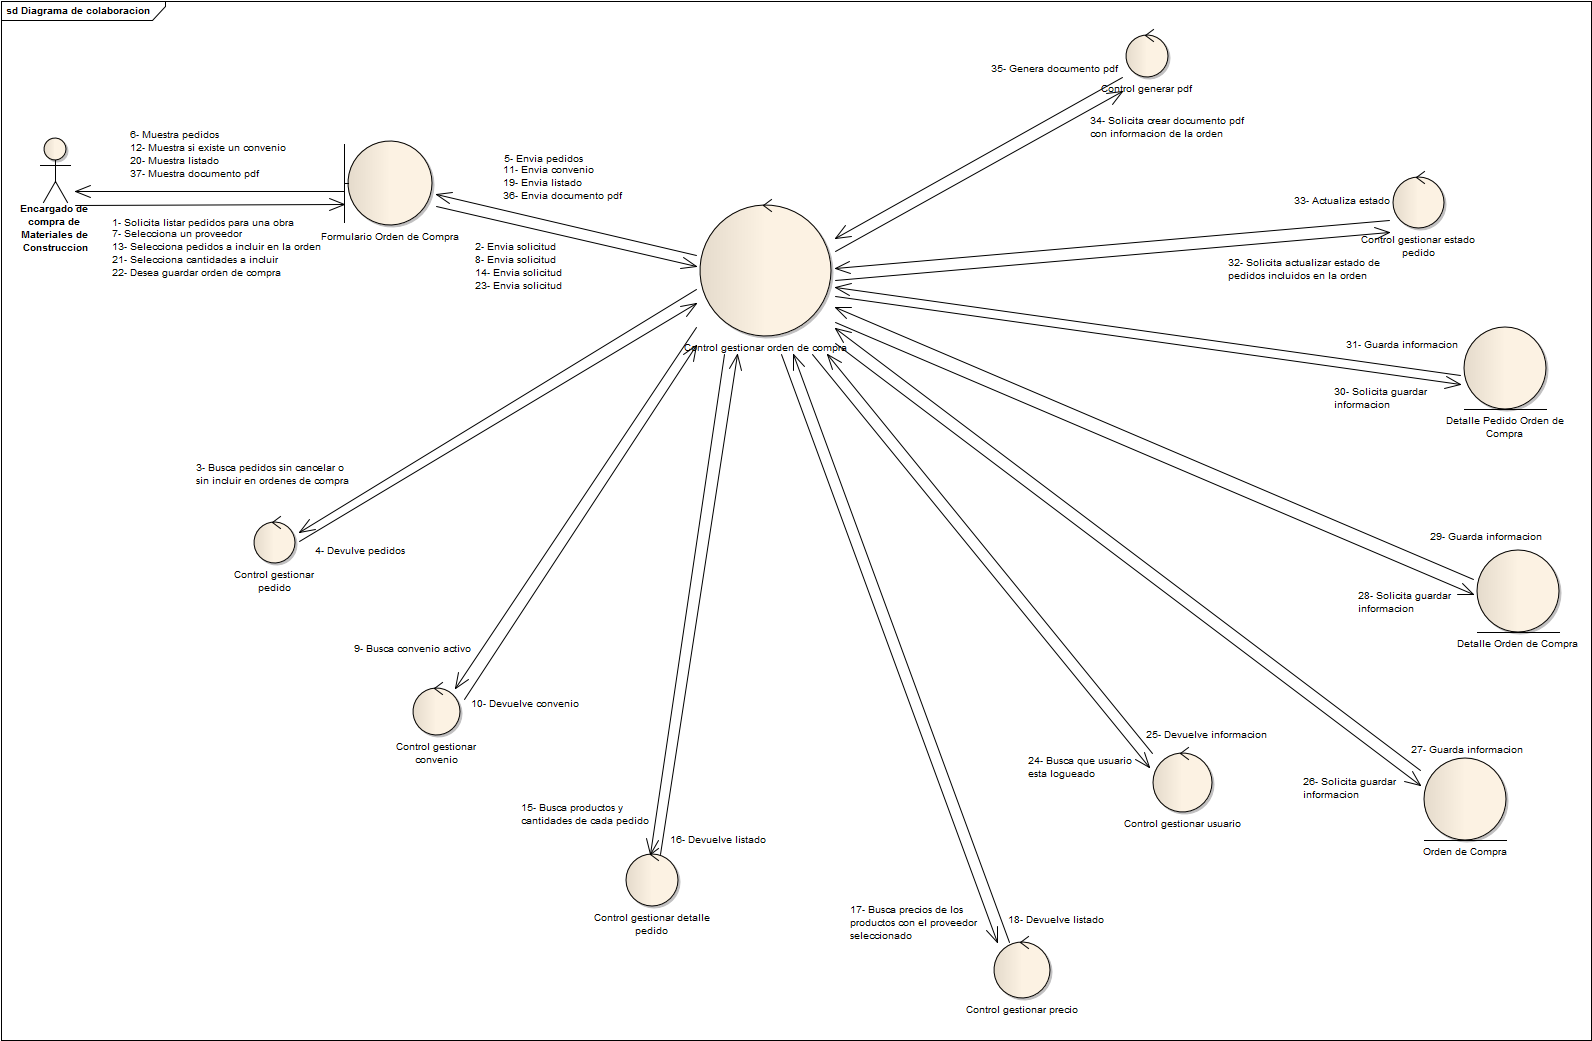 sd Diagrama de colaboracion
35- Genera documento pdf
Control generar pdf
34- Solicita crear documento pdf
con informacion de la orden
6- Muestra pedidos
12- Muestra si existe un convenio
20- Muestra listado
37- Muestra documento pdf
5- Envia pedidos
11- Envia convenio
19- Envia listado
36- Envia documento pdf
Encargado de
compra de
Materiales de
Construccion
1- Solicita listar pedidos para una obra
7- Selecciona un proveedor
13- Selecciona pedidos a incluir en la orden
21- Selecciona cantidades a incluir
22- Desea guardar orden de compra
Formulario Orden de Compra
2- Envia solicitud
8- Envia solicitud
14- Envia solicitud
23- Envia solicitud
33- Actualiza estado
Control gestionar estado
pedido
32- Solicita actualizar estado de
pedidos incluidos en la orden
Control gestionar orden de compra
31- Guarda informacion
30- Solicita guardar
informacion
Detalle Pedido Orden de
Compra
3- Busca pedidos sin cancelar o
sin incluir en ordenes de compra
4- Devulve pedidos
Control gestionar
pedido
29- Guarda informacion
28- Solicita guardar
informacion
Detalle Orden de Compra
9- Busca convenio activo
10- Devuelve convenio
Control gestionar
convenio
25- Devuelve informacion
24- Busca que usuario
esta logueado
Control gestionar usuario
27- Guarda informacion
26- Solicita guardar
informacion
Orden de Compra
15- Busca productos y
cantidades de cada pedido
16- Devuelve listado
Control gestionar detalle
pedido
17- Busca precios de los
productos con el proveedor
seleccionado
18- Devuelve listado
Control gestionar precio